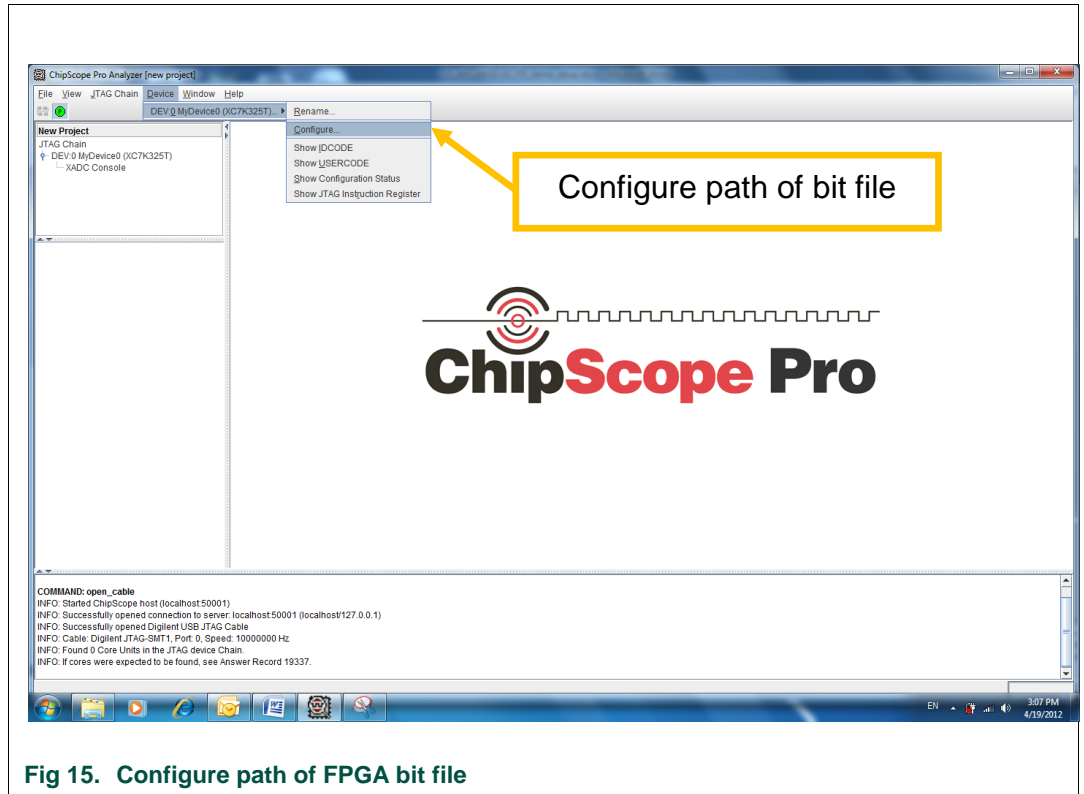 ChipScope Pro Analyzer [new project]
File View JTAG Chain Device Window Help
DEV:0 MyDevice0 (XC7K325T)... Rename...
New Project
Configure...
JTAG Chain
DEV:0 MyDevice0 (XC7K325T)
XADC Console
Show IDCODE
Show USERCODE
Show Configuration Status
Show JTAG Instruction Register
Configure path of bit file
ChipScope Pro
COMMAND: open_cable
INFO: Started ChipScope host (localhost:50001)
INFO: Successfully opened connection to server: localhost:50001 (localhost/127.0.0.1)
INFO: Successfully opened Digilent USB JTAG Cable
INFO: Cable: Digilent JTAG-SMT1, Port: 0, Speed: 10000000 Hz
INFO: Found 0 Core Units in the JTAG device Chain.
INFO: If cores were expected to be found, see Answer Record 19337.
EN
3:07 PM
4/19/2012
Fig 15. Configure path of FPGA bit file